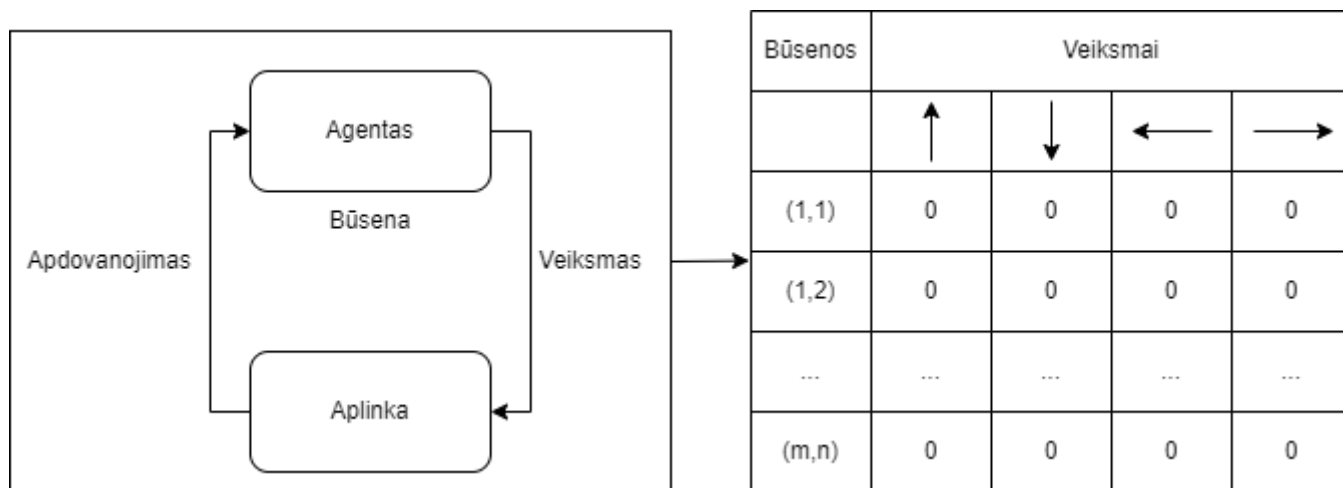 Agentas
Būsena
Apdovanojimas
Veiksmas
Aplinka
Būsenos Veiksmai
(1,1) 0 0 0 0
(1,2) 0 0 0 0
... ... ... ... ...
(m,n) 0 0 0 0